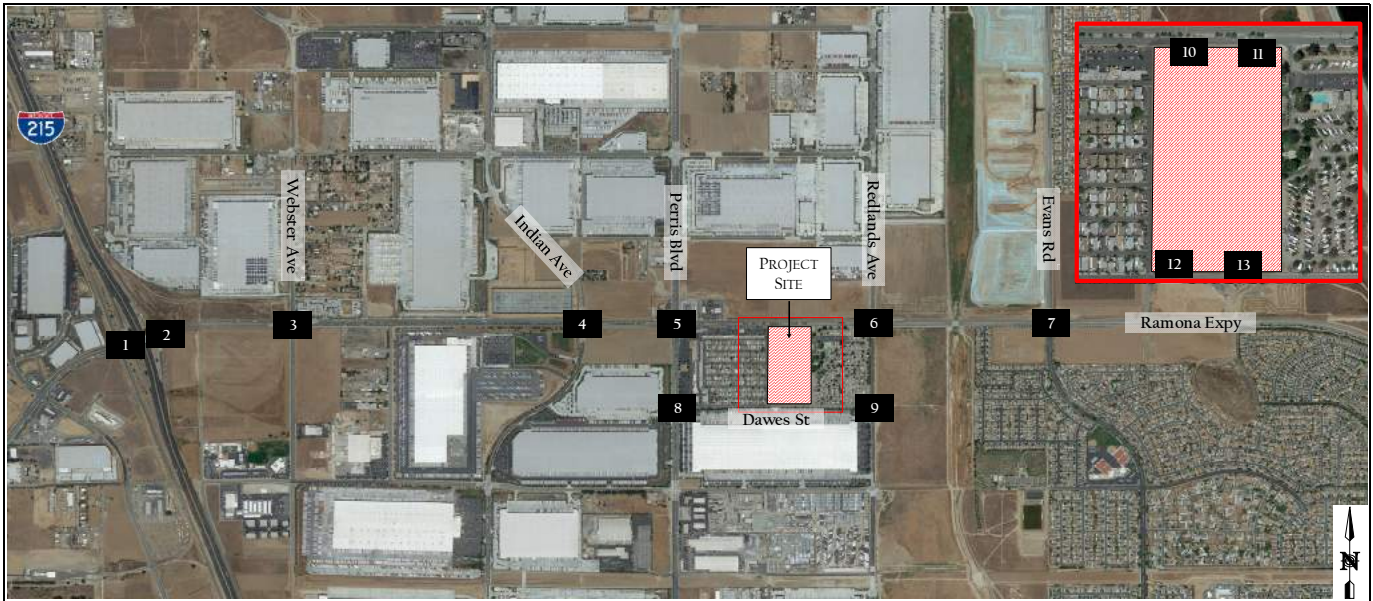 10
11
INTERSTATE
215
Webster Ave
Indian Ave
Perris Blvd
Redlands Ave
Evans Rd
PROJECT
SITE
12
13
1
2
3
4
5
6
7
Ramona Expy
8
9
Dawes St
N